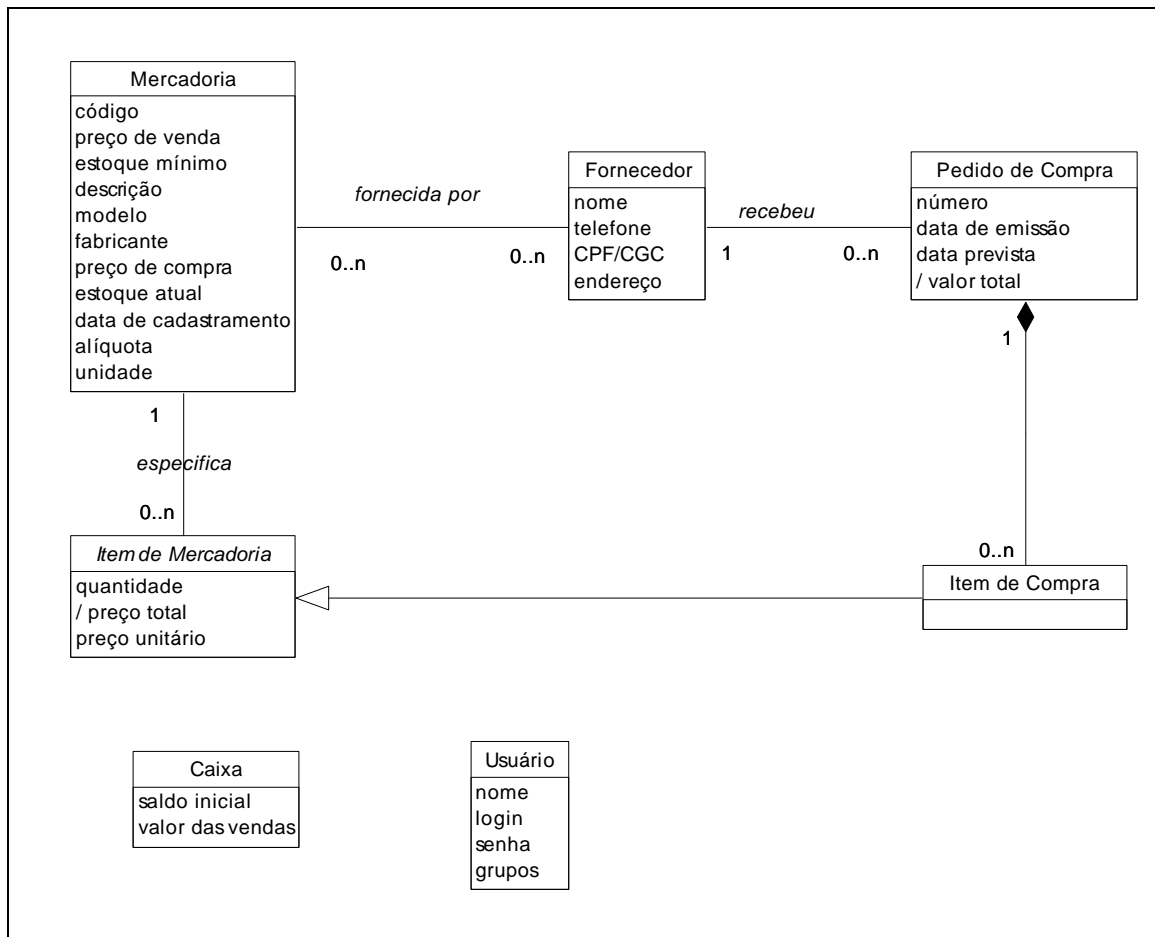 Mercadoria
código
preço de venda
estoque mínimo
descrição
modelo
fabricante
preço de compra
estoque atual
data de cadastramento
alíquota
unidade
fornecida por
0..n
0..n
Fornecedor
nome
telefone
CPF/CGC
endereço
recebeu
1
0..n
Pedido de Compra
número
data de emissão
data prevista
/ valor total
1
0..n
1
especifica
0..n
Item de Mercadoria
quantidade
/ preço total
preço unitário
Item de Compra
Caixa
saldo inicial
valor das vendas
Usuário
nome
login
senha
grupos